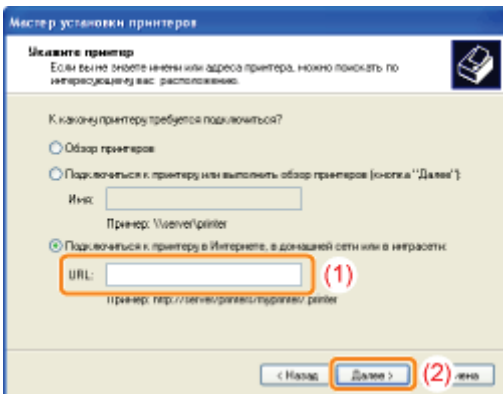 Мастер установки принтеров
Укажите принтер
Если вы не знаете имени или адреса принтера, можно поискать по
интересующему вас расположению.
К какому принтеру требуется подключиться?
Обзор принтеров
Подключиться к принтеру или выполнить обзор принтеров (кнопка "Далее"):
Имя:
Пример: \\server\printer
Подключиться к принтеру в Интернете, в домашней сети или в интрасети:
URL: (1)
Пример: http://server/printers/myprinter/.printer
< Назад Далее > (2) мена